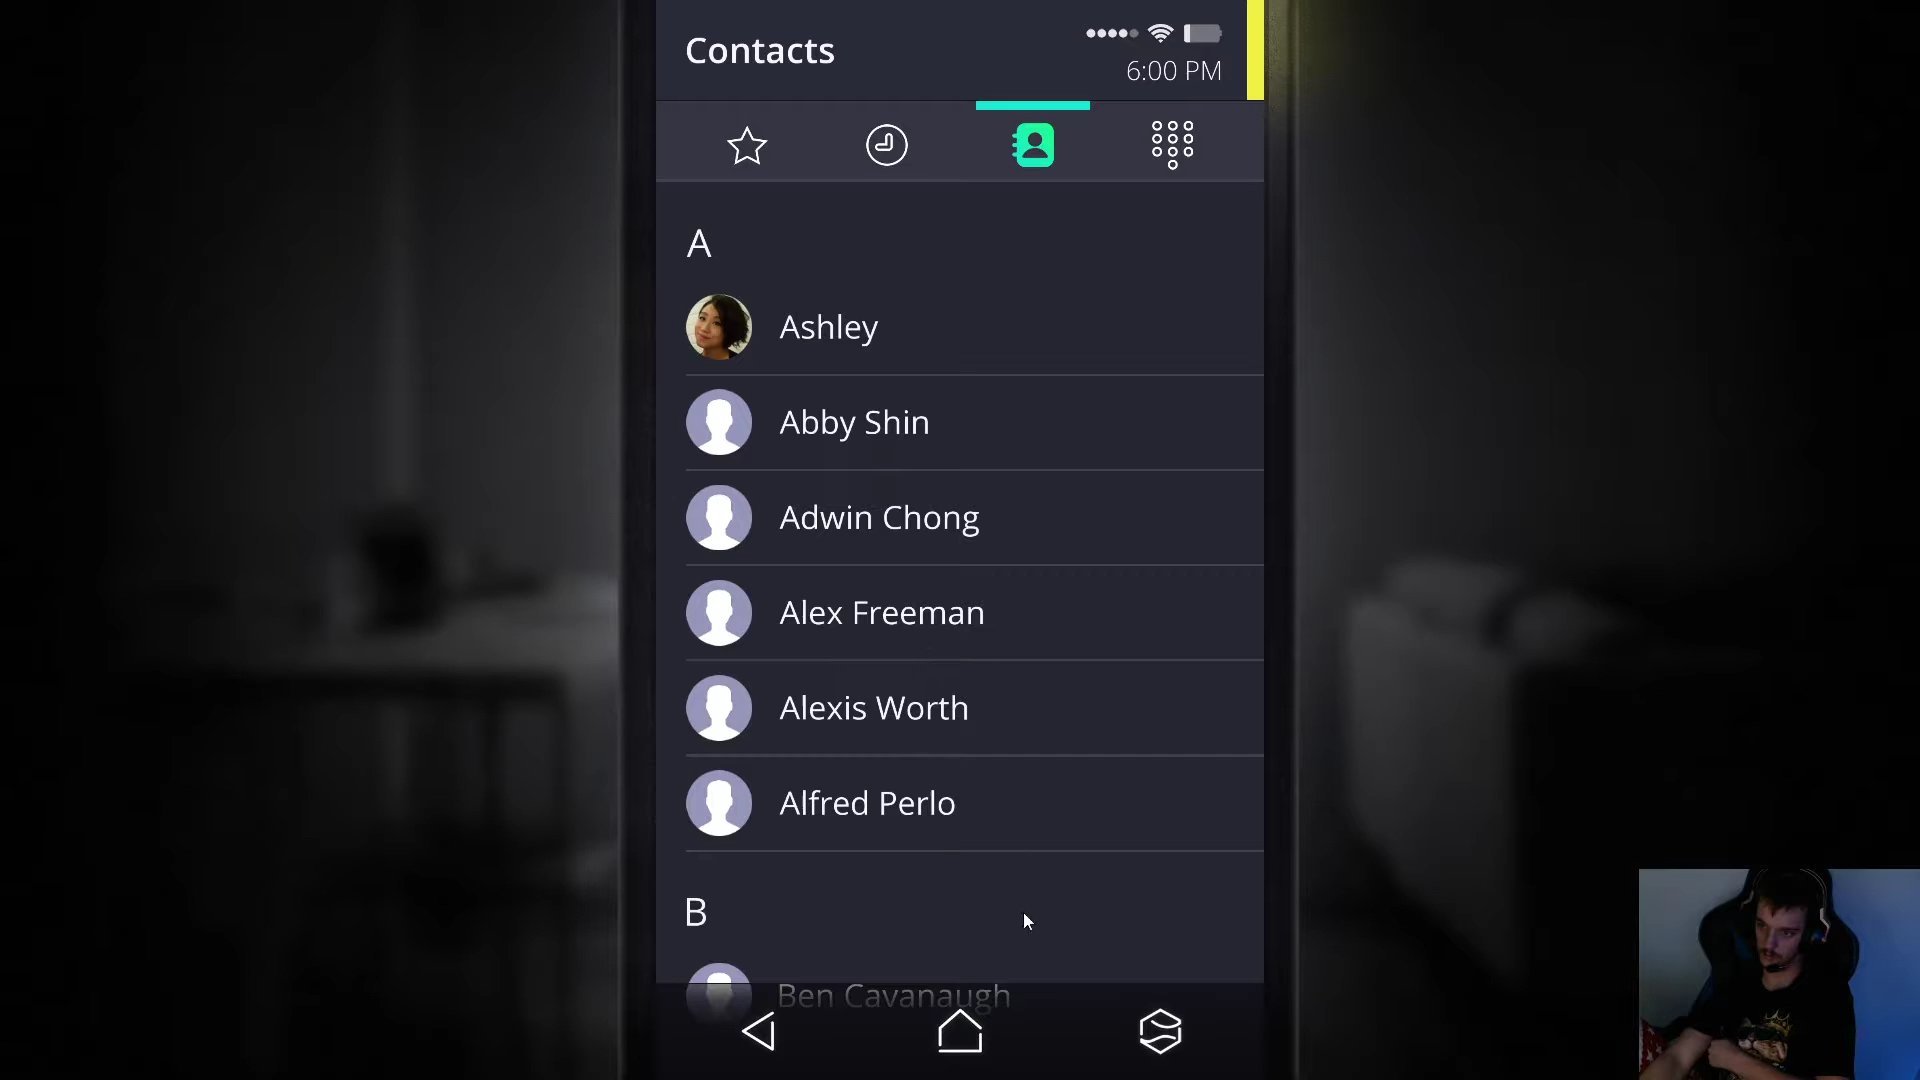 Contacts
6:00 PM
A
Ashley
Abby Shin
Adwin Chong
Alex Freeman
Alexis Worth
Alfred Perlo
B
Ben Cavanaugh